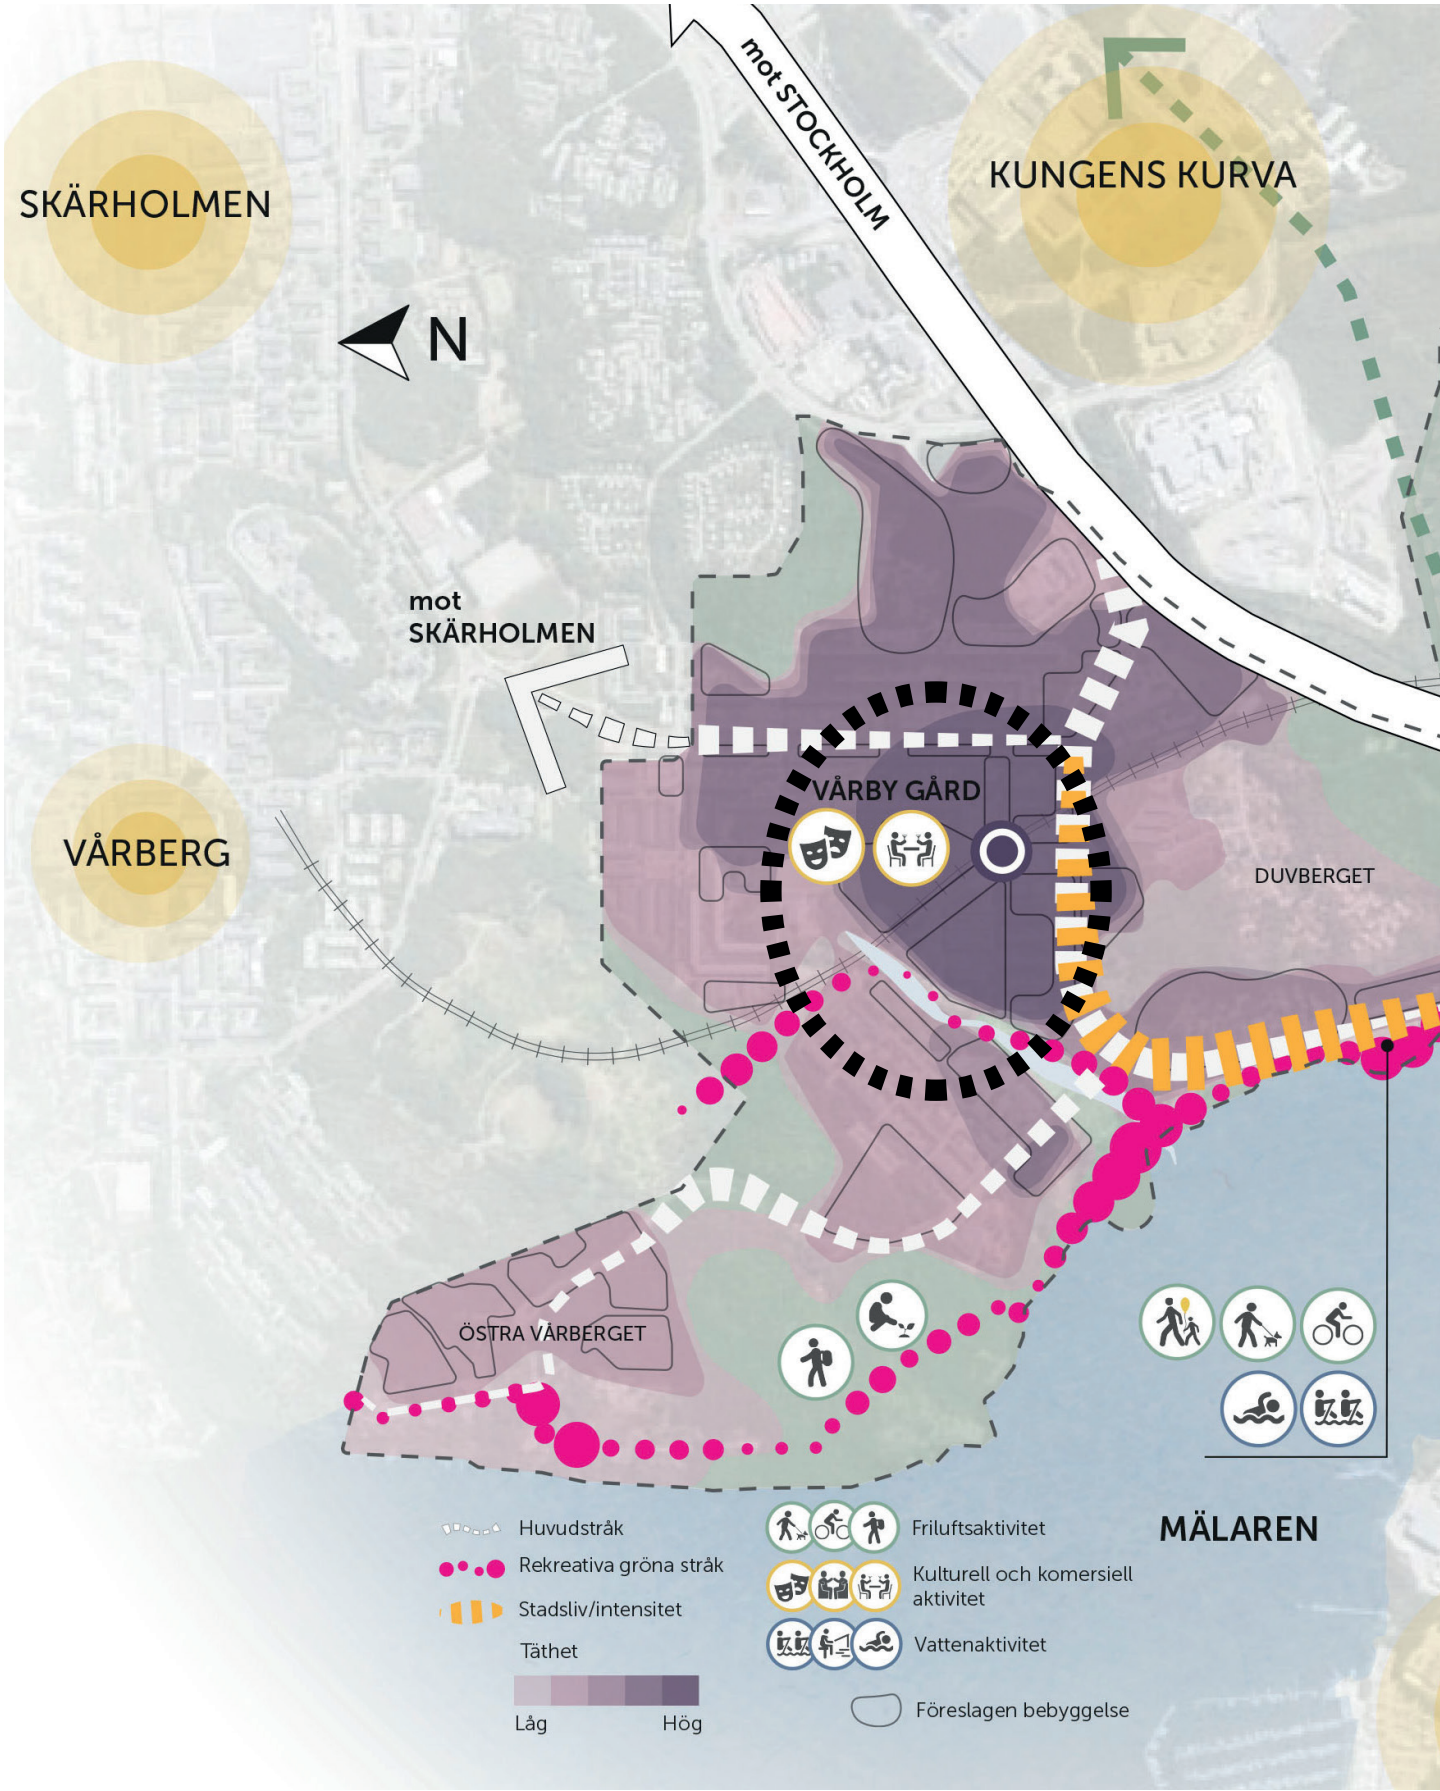 mot STOCKHOLM
KUNGENS KURVA
SKÄRHOLMEN
N
mot
SKÄRHOLMEN
VÅRBY GÅRD
VÅRBERG
DUVBERGET
ÖSTRA VÅRBERGET
MÄLAREN
Huvudstråk
Rekreativa gröna stråk
Stadsliv/intensitet
Täthet
Låg
Hög
Friluftsaktivitet
Kulturell och komersiell
aktivitet
Vattenaktivitet
Föreslagen bebyggelse